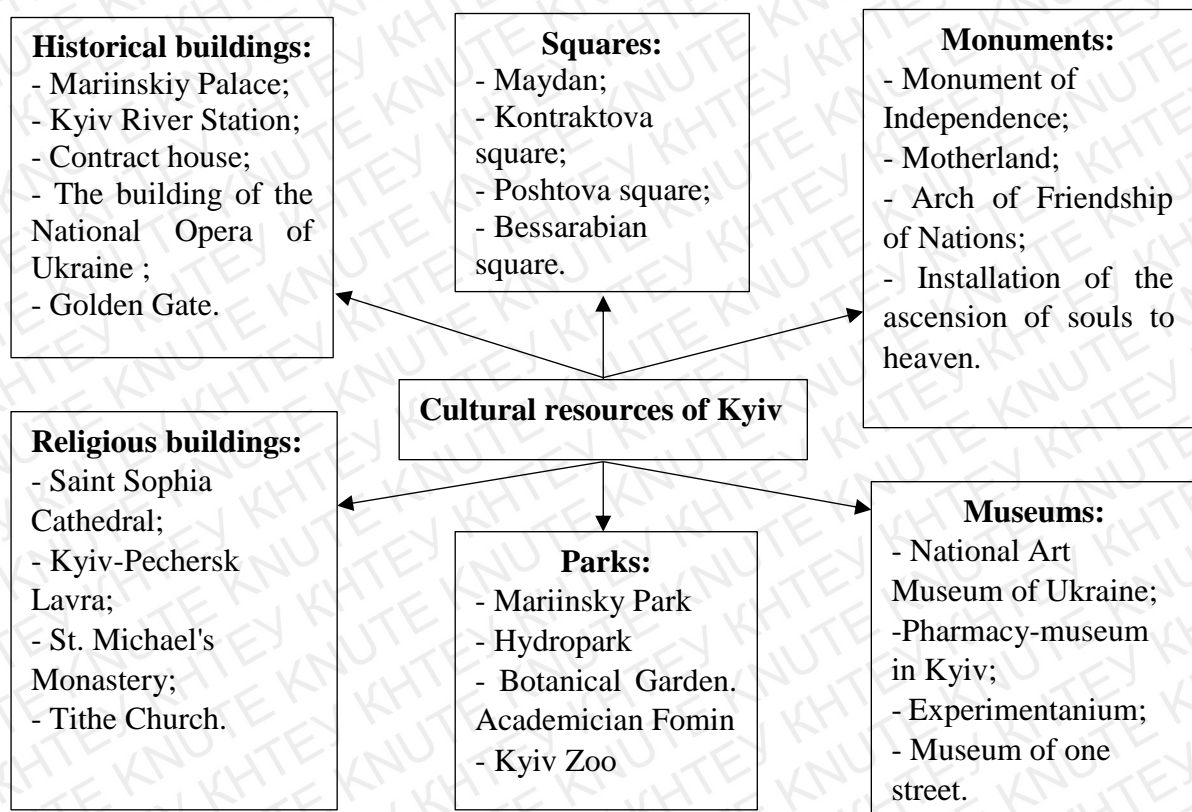 Historical buildings:
- Mariinskiy Palace;
- Kyiv River Station;
- Contract house;
- The building of the
National Opera of
Ukraine ;
- Golden Gate.
Squares:
- Maydan;
- Kontraktova
square;
- Poshtova square;
- Bessarabian
square.
Monuments:
- Monument of
Independence;
- Motherland;
- Arch of Friendship
of Nations;
- Installation of the
ascension of souls to
heaven.
Cultural resources of Kyiv
Religious buildings:
- Saint Sophia
Cathedral;
- Kyiv-Pechersk
Lavra;
- St. Michael's
Monastery;
- Tithe Church.
Parks:
- Mariinsky Park
- Hydropark
- Botanical Garden.
Academician Fomin
- Kyiv Zoo
Museums:
- National Art
Museum of Ukraine;
-Pharmacy-museum
in Kyiv;
- Experimentanium;
- Museum of one
street.